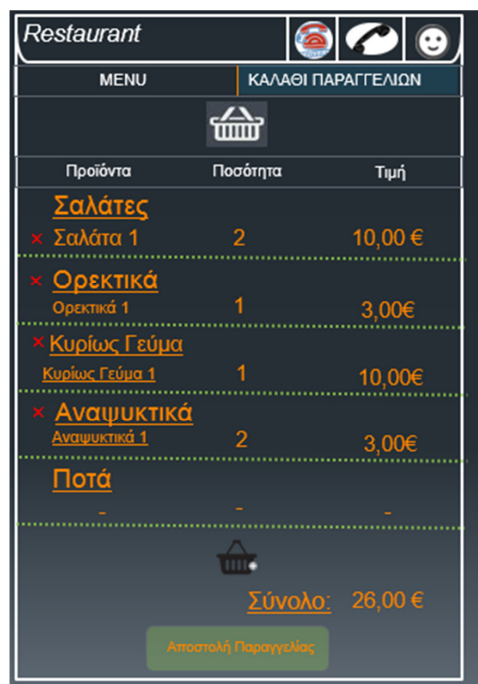 Restaurant
MENU ΚΑΛΑΘΙ ΠΑΡΑΓΓΕΛΙΩΝ
Προϊόντα Ποσότητα Τιμή
Σαλάτες
× Σαλάτα 1 2 10,00 €
× Ορεκτικά
Ορεκτικά 1 1 3,00€
× Κυρίως Γεύμα
Κυρίως Γεύμα 1 1 10,00€
× Αναψυκτικά
Αναψυκτικά 1 2 3,00€
Ποτά
- - -
Σύνολο: 26,00 €
Αποστολή Παραγγελίας